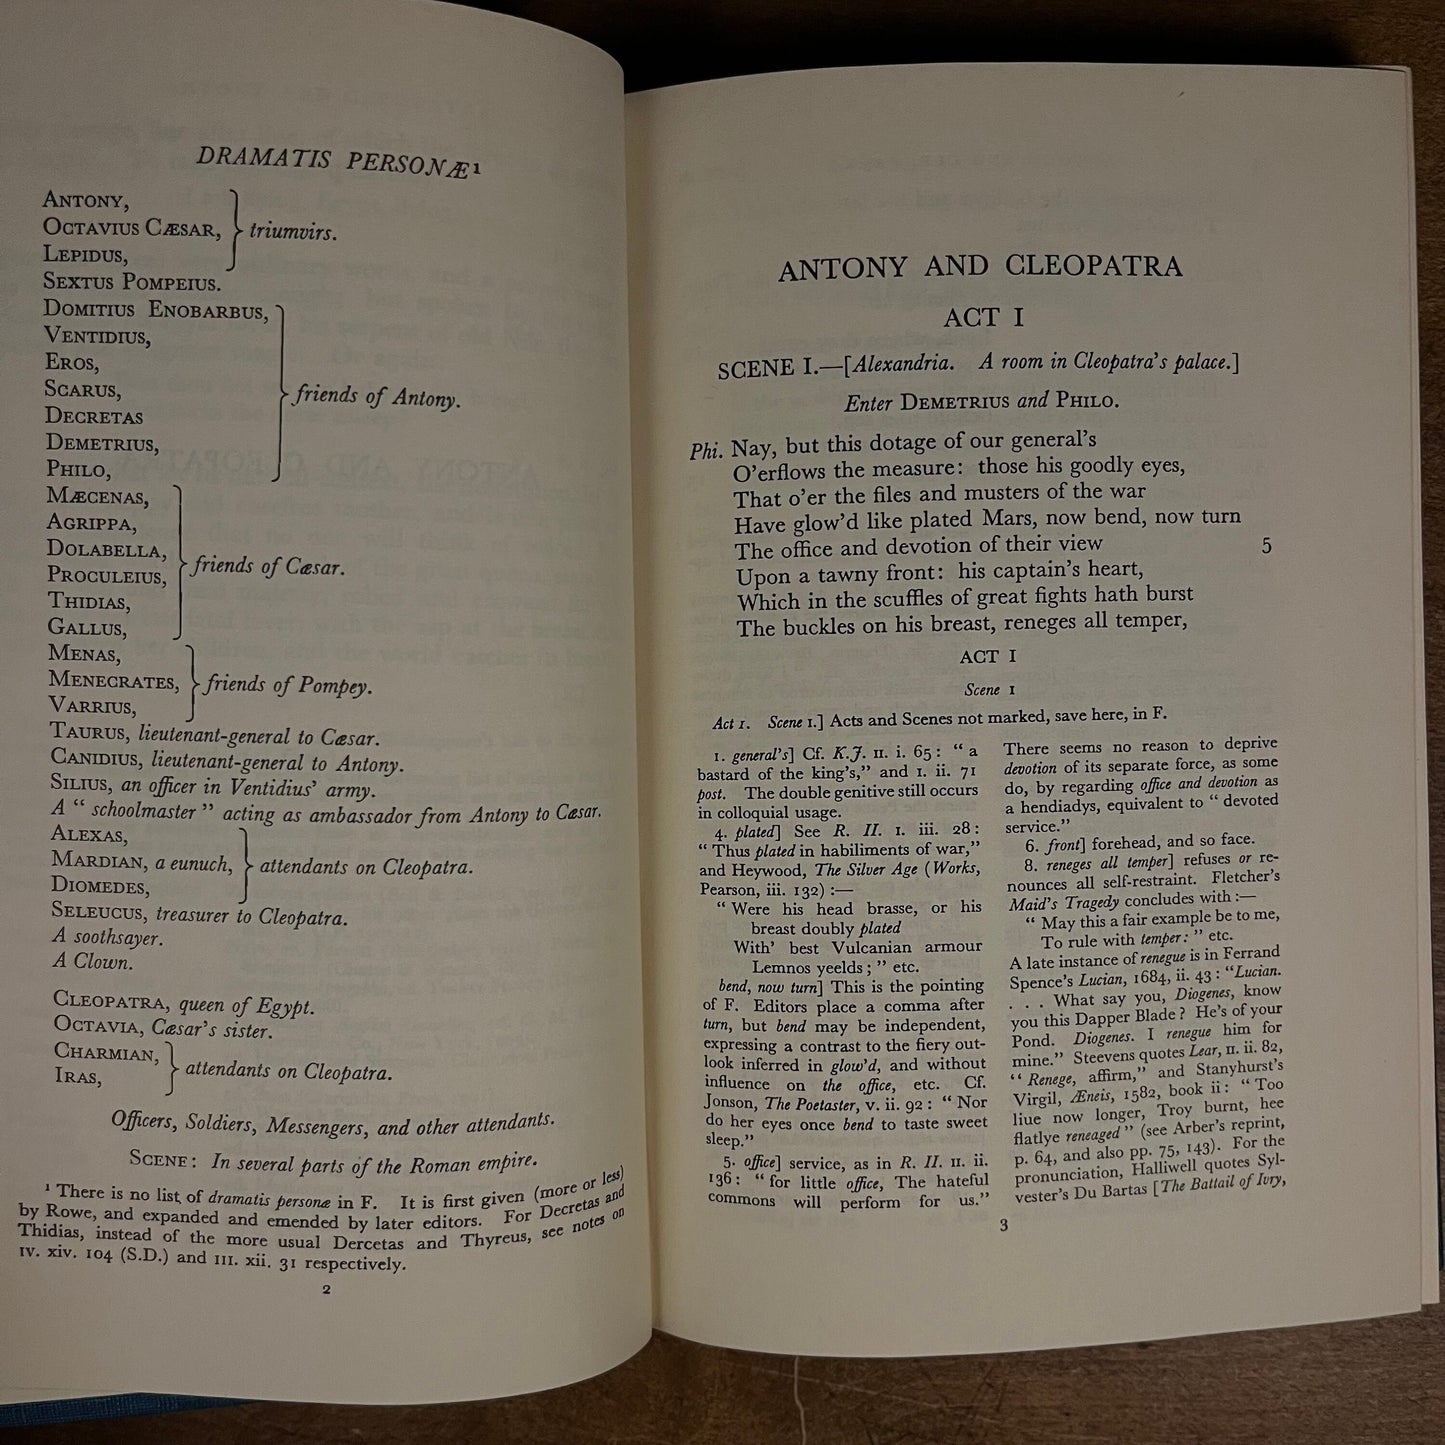 DRAMATIS PERSONÆ¹
ANTONY,
OCTAVIUS CÆSAR,
LEPIDUS,
triumvirs.
SEXTUS POMPEIUS.
DOMITIUS ENOBARBUS,
VENTIDIUS,
EROS,
SCARUS,
DECRETAS
DEMETRIUS,
PHILO,
friends of Antony.
MÆCENAS,
AGRIPPA,
DOLABELLA,
PROCULEIUS,
THIDIAS,
GALLUS,
friends of Cæsar.
MENAS,
MENECRATES,
VARRIUS,
friends of Pompey.
TAURUS, lieutenant-general to Cæsar.
CANIDIUS, lieutenant-general to Antony.
SILIUS, an officer in Ventidius' army.
A " schoolmaster " acting as ambassador from Antony to Cæsar.
ALEXAS,
MARDIAN, a eunuch,
DIOMEDES,
attendants on Cleopatra.
SELEUCUS, treasurer to Cleopatra.
A soothsayer.
A Clown.
CLEOPATRA, queen of Egypt.
OCTAVIA, Cæsar's sister.
CHARMIAN,
IRAS,
attendants on Cleopatra.
Officers, Soldiers, Messengers, and other attendants.
SCENE: In several parts of the Roman empire.
¹ There is no list of dramatis personæ in F. It is first given (more or less)
by Rowe, and expanded and emended by later editors. For Decretas and
Thidias, instead of the more usual Dercetas and Thyreus, see notes on
IV. xiv. 104 (S.D.) and III. xii. 31 respectively.
2
ANTONY AND CLEOPATRA
ACT I
SCENE I.—[Alexandria. A room in Cleopatra's palace.]
Enter DEMETRIUS and PHILO.
Phi. Nay, but this dotage of our general's
O'erflows the measure: those his goodly eyes,
That o'er the files and musters of the war
Have glow'd like plated Mars, now bend, now turn
The office and devotion of their view 5
Upon a tawny front: his captain's heart,
Which in the scuffles of great fights hath burst
The buckles on his breast, reneges all temper,
ACT I
Scene I
Act I. Scene I.] Acts and Scenes not marked, save here, in F.
1. general's] Cf. K.J. II. i. 65: " a
bastard of the king's," and I. ii. 71
post. The double genitive still occurs
in colloquial usage.
4. plated] See R. II. I. iii. 28:
" Thus plated in habiliments of war,"
and Heywood, The Silver Age (Works,
Pearson, iii. 132) :—
" Were his head brasse, or his
breast doubly plated
With' best Vulcanian armour
Lemnos yeelds ; " etc.
bend, now turn] This is the pointing
of F. Editors place a comma after
turn, but bend may be independent,
expressing a contrast to the fiery out-
look inferred in glow'd, and without
influence on the office, etc. Cf.
Jonson, The Poetaster, v. ii. 92 : " Nor
do her eyes once bend to taste sweet
sleep."
5. office] service, as in R. II. II. ii.
136 : " for little office, The hateful
commons will perform for us."
There seems no reason to deprive
devotion of its separate force, as some
do, by regarding office and devotion as
a hendiadys, equivalent to " devoted
service."
6. front] forehead, and so face.
8. reneges all temper] refuses or re-
nounces all self-restraint. Fletcher's
Maid's Tragedy concludes with :—
" May this a fair example be to me,
To rule with temper: " etc.
A late instance of renegue is in Ferrand
Spence's Lucian, 1684, ii. 43 : "Lucian.
. . . What say you, Diogenes, know
you this Dapper Blade ? He's of your
Pond. Diogenes. I renegue him for
mine." Steevens quotes Lear, II. ii. 82,
" Renege, affirm," and Stanyhurst's
Virgil, Æneis, 1582, book ii : " Too
liue now longer, Troy burnt, hee
flatlye reneaged " (see Arber's reprint,
p. 64, and also pp. 75, 143). For the
pronunciation, Halliwell quotes Syl-
vester's Du Bartas [The Battail of Ivry,
3